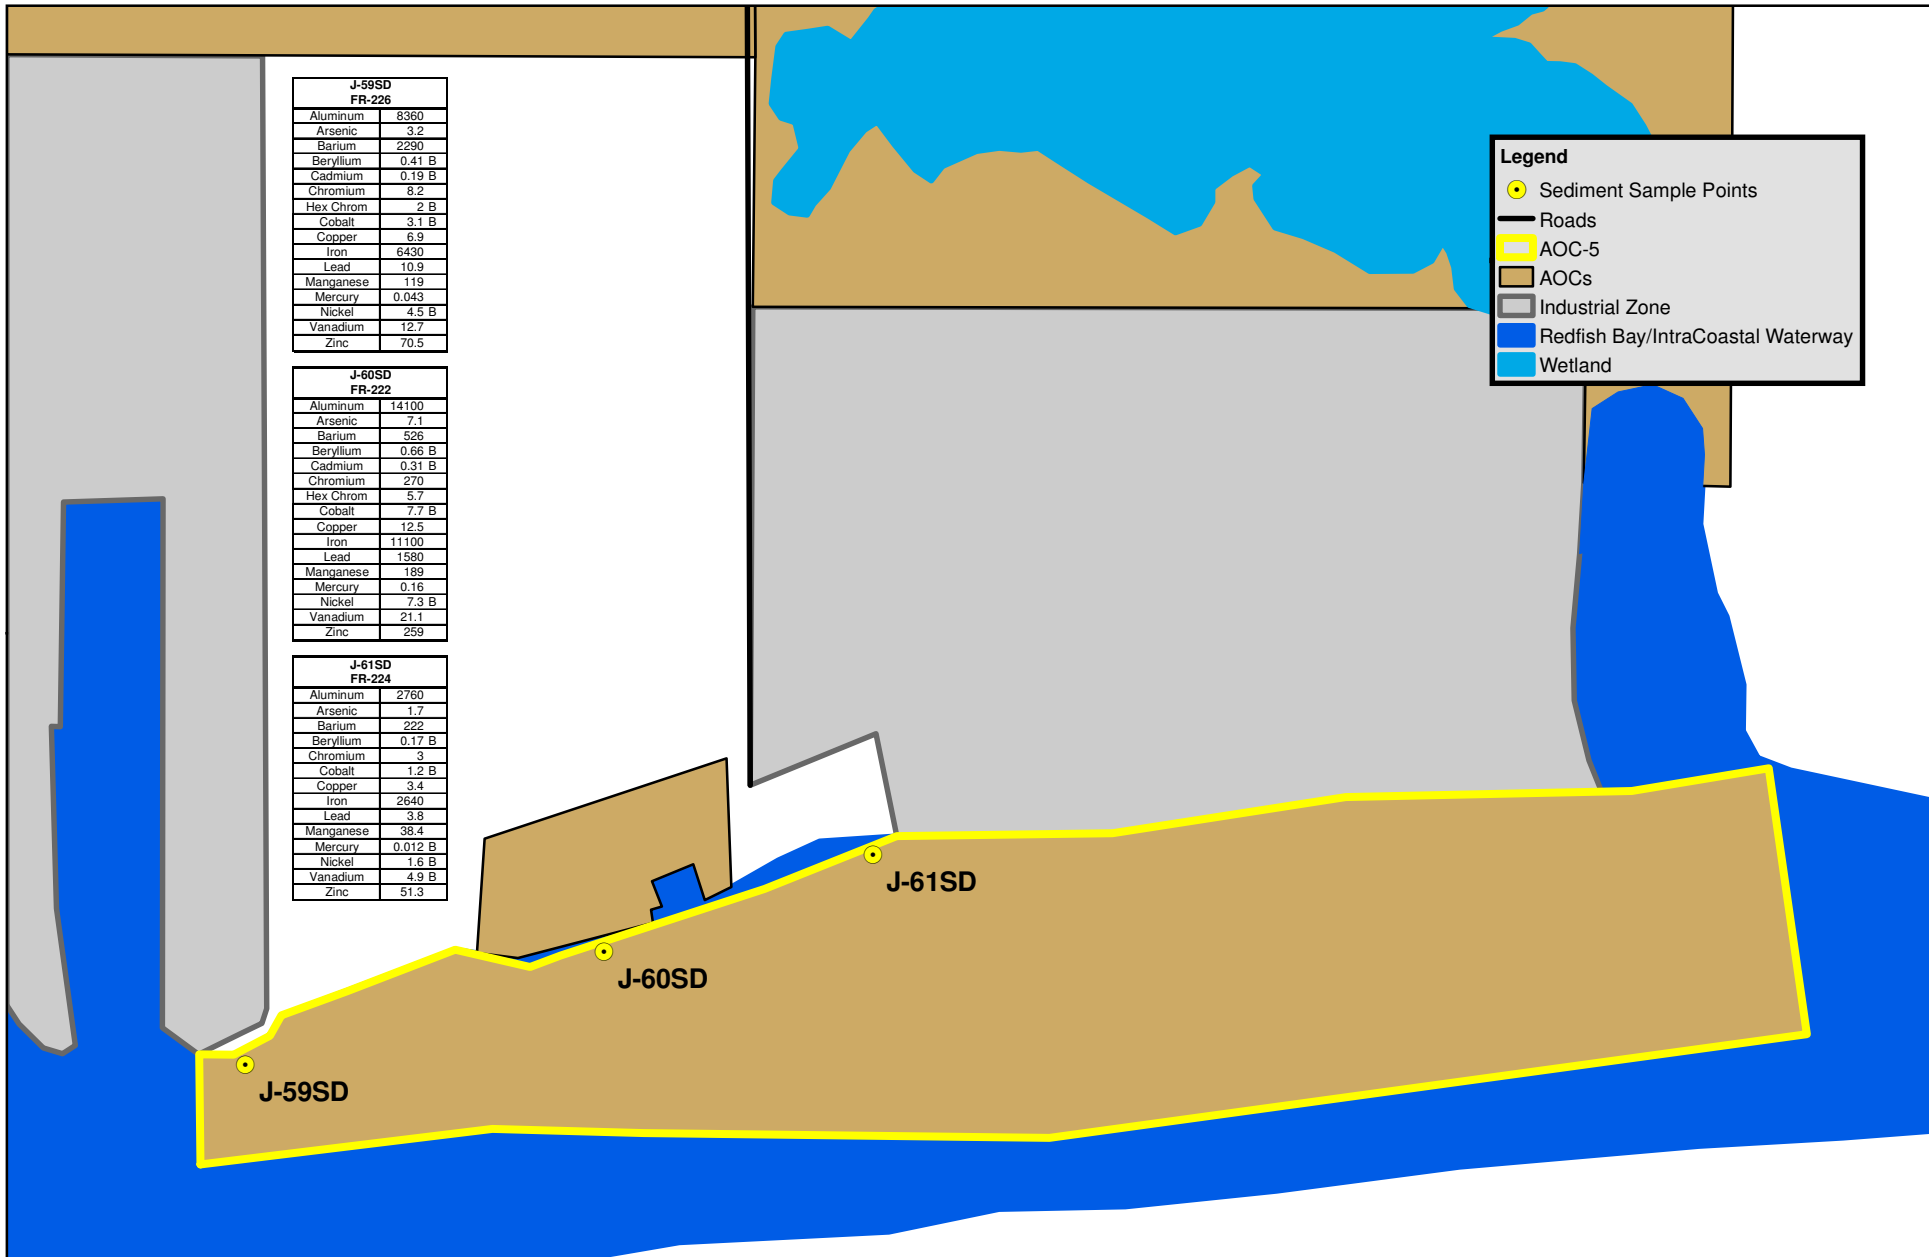 J-59SD
FR-226
Aluminum 8360
Arsenic 3.2
Barium 2290
Beryllium 0.41 B
Cadmium 0.19 B
Chromium 8.2
Hex Chrom 2 B
Cobalt 3.1 B
Copper 6.9
Iron 6430
Lead 10.9
Manganese 119
Mercury 0.043
Nickel 4.5 B
Vanadium 12.7
Zinc 70.5
J-60SD
FR-222
Aluminum 14100
Arsenic 7.1
Barium 526
Beryllium 0.66 B
Cadmium 0.31 B
Chromium 270
Hex Chrom 5.7
Cobalt 7.7 B
Copper 12.5
Iron 11100
Lead 1580
Manganese 189
Mercury 0.16
Nickel 7.3 B
Vanadium 21.1
Zinc 259
J-61SD
FR-224
Aluminum 2760
Arsenic 1.7
Barium 222
Beryllium 0.17 B
Chromium 3
Cobalt 1.2 B
Copper 3.4
Iron 2640
Lead 3.8
Manganese 38.4
Mercury 0.012 B
Nickel 1.6 B
Vanadium 4.9 B
Zinc 51.3
Legend
Sediment Sample Points
Roads
AOC-5
AOCs
Industrial Zone
Redfish Bay/IntraCoastal Waterway
Wetland
J-61SD
J-60SD
J-59SD